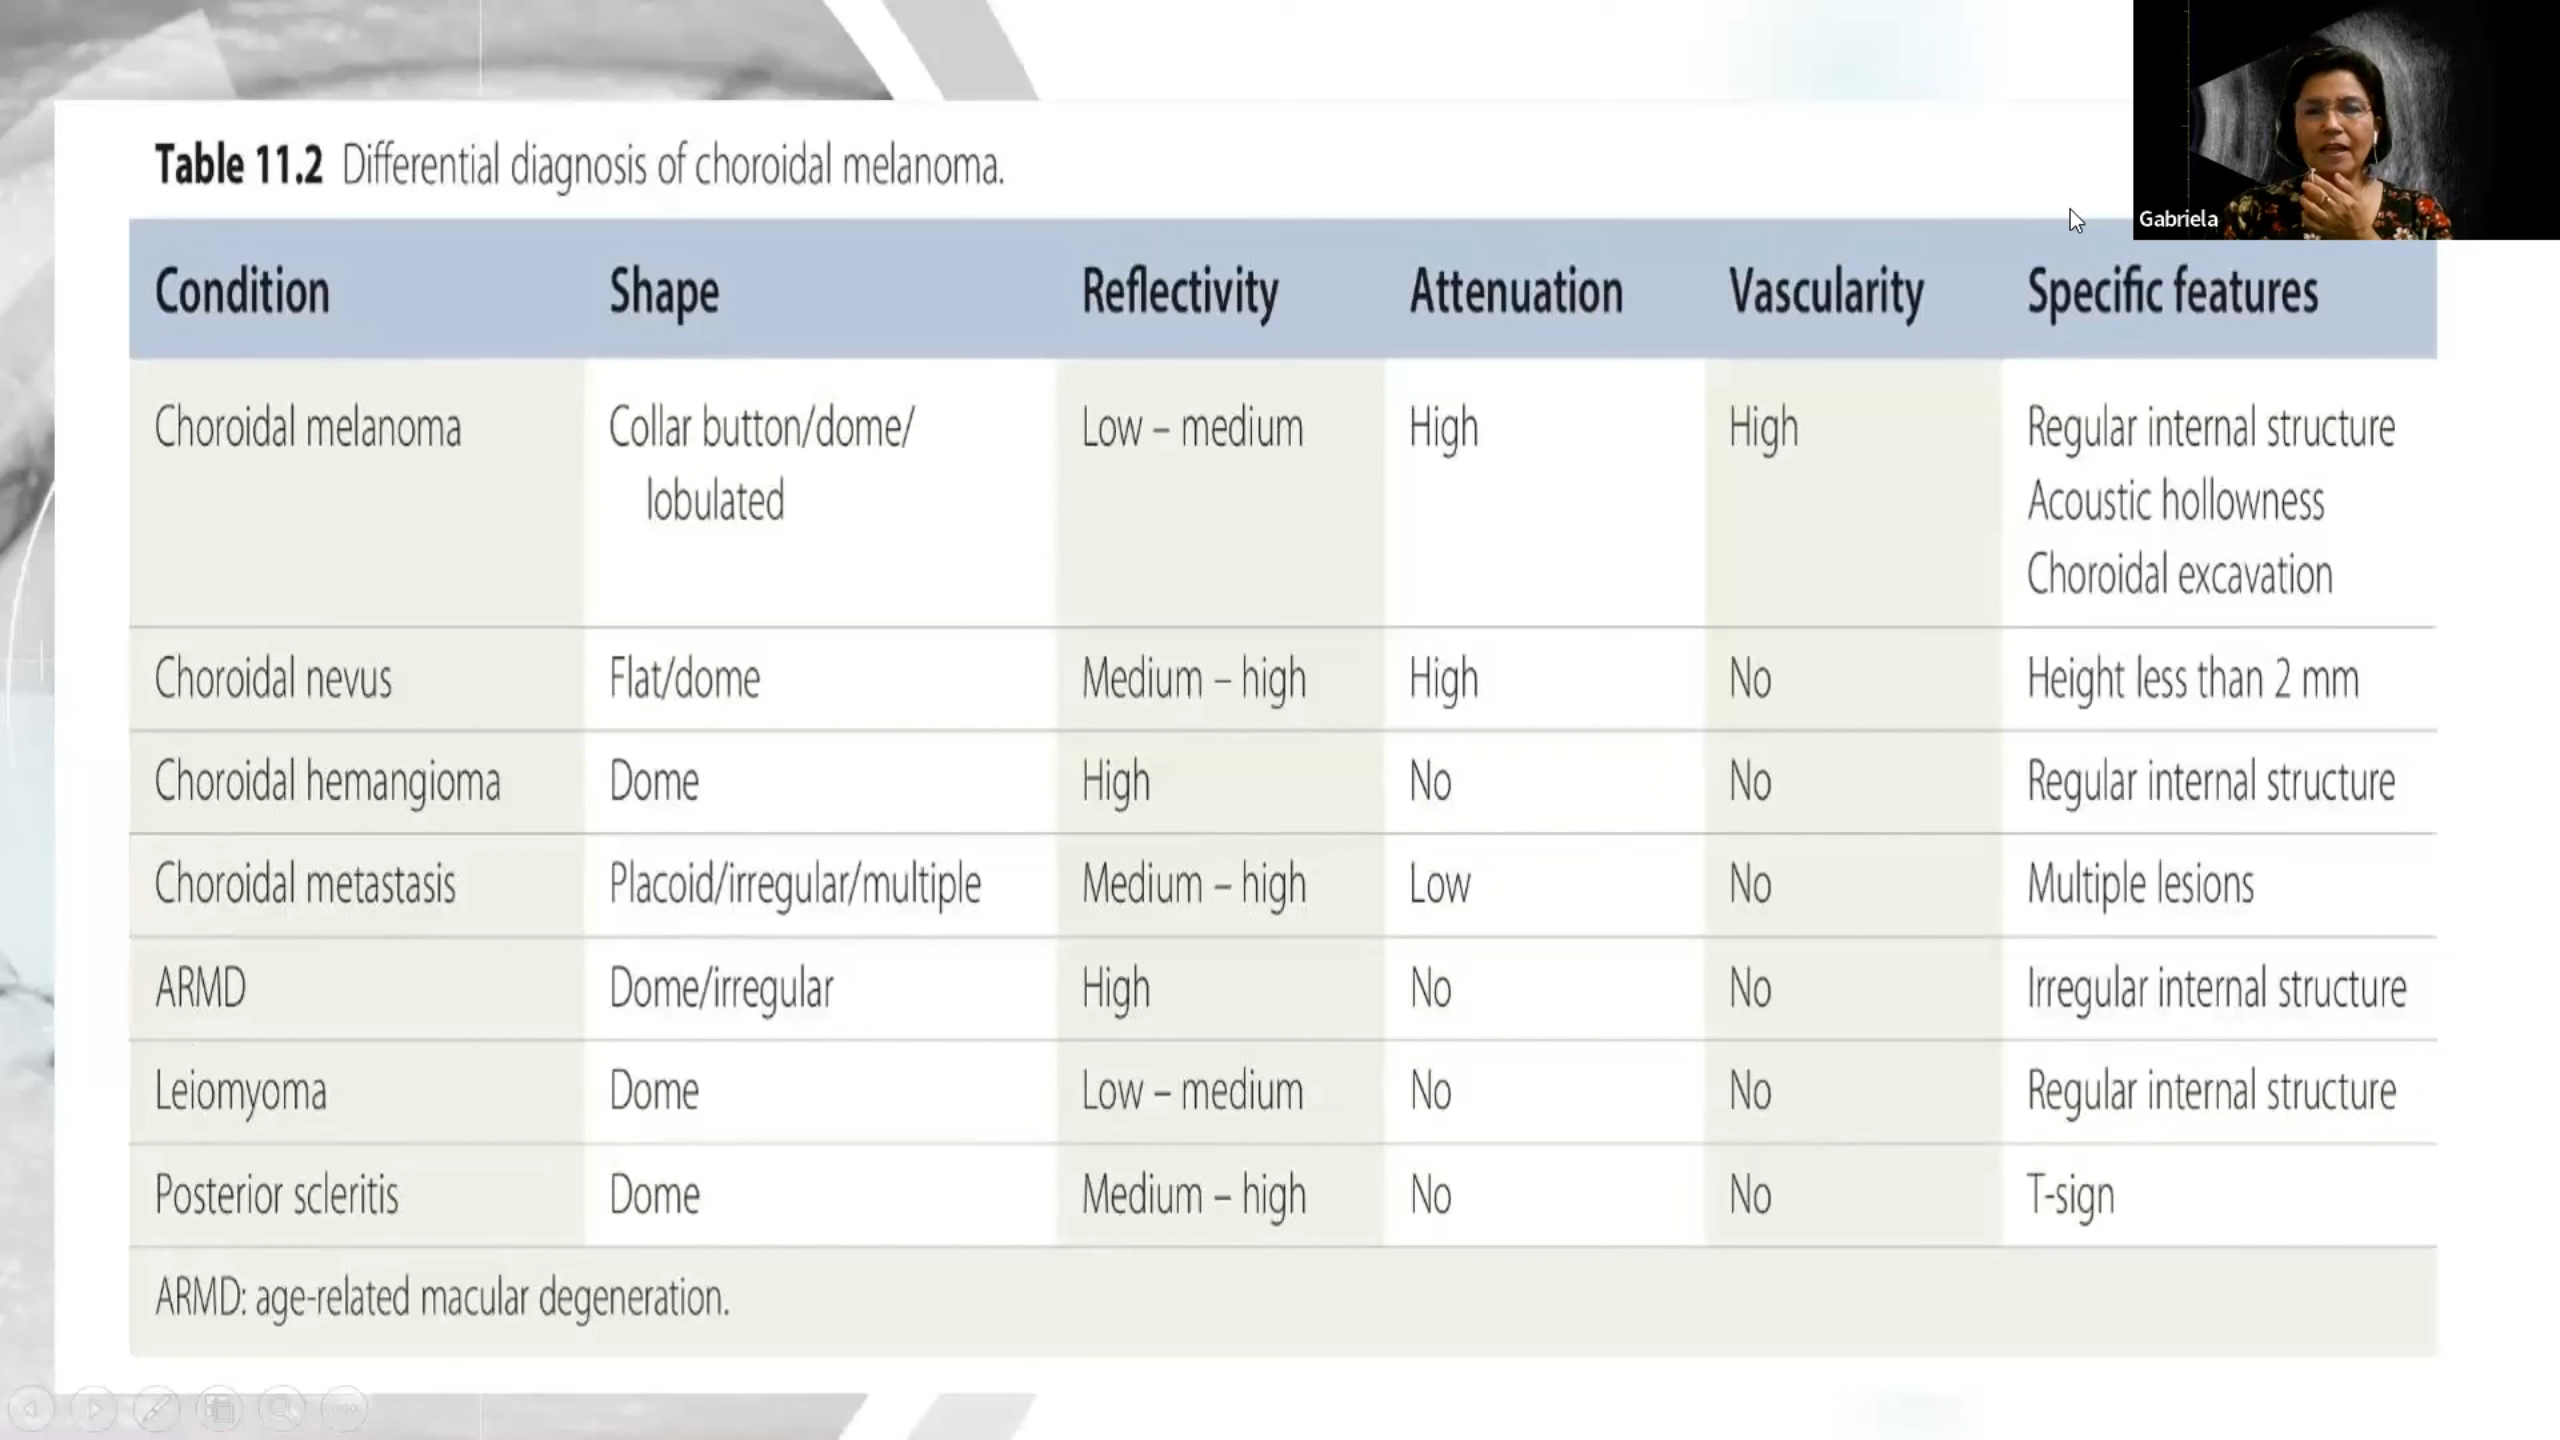 Gabriela
Table 11.2 Differential diagnosis of choroidal melanoma.
Condition Shape Reflectivity Attenuation Vascularity Specific features
Choroidal melanoma Collar button/dome/ Low – medium High High Regular internal structure
lobulated Acoustic hollowness
Choroidal excavation
Choroidal nevus Flat/dome Medium – high High No Height less than 2 mm
Choroidal hemangioma Dome High No No Regular internal structure
Choroidal metastasis Placoid/irregular/multiple Medium – high Low No Multiple lesions
ARMD Dome/irregular High No No Irregular internal structure
Leiomyoma Dome Low – medium No No Regular internal structure
Posterior scleritis Dome Medium – high No No T-sign
ARMD: age-related macular degeneration.